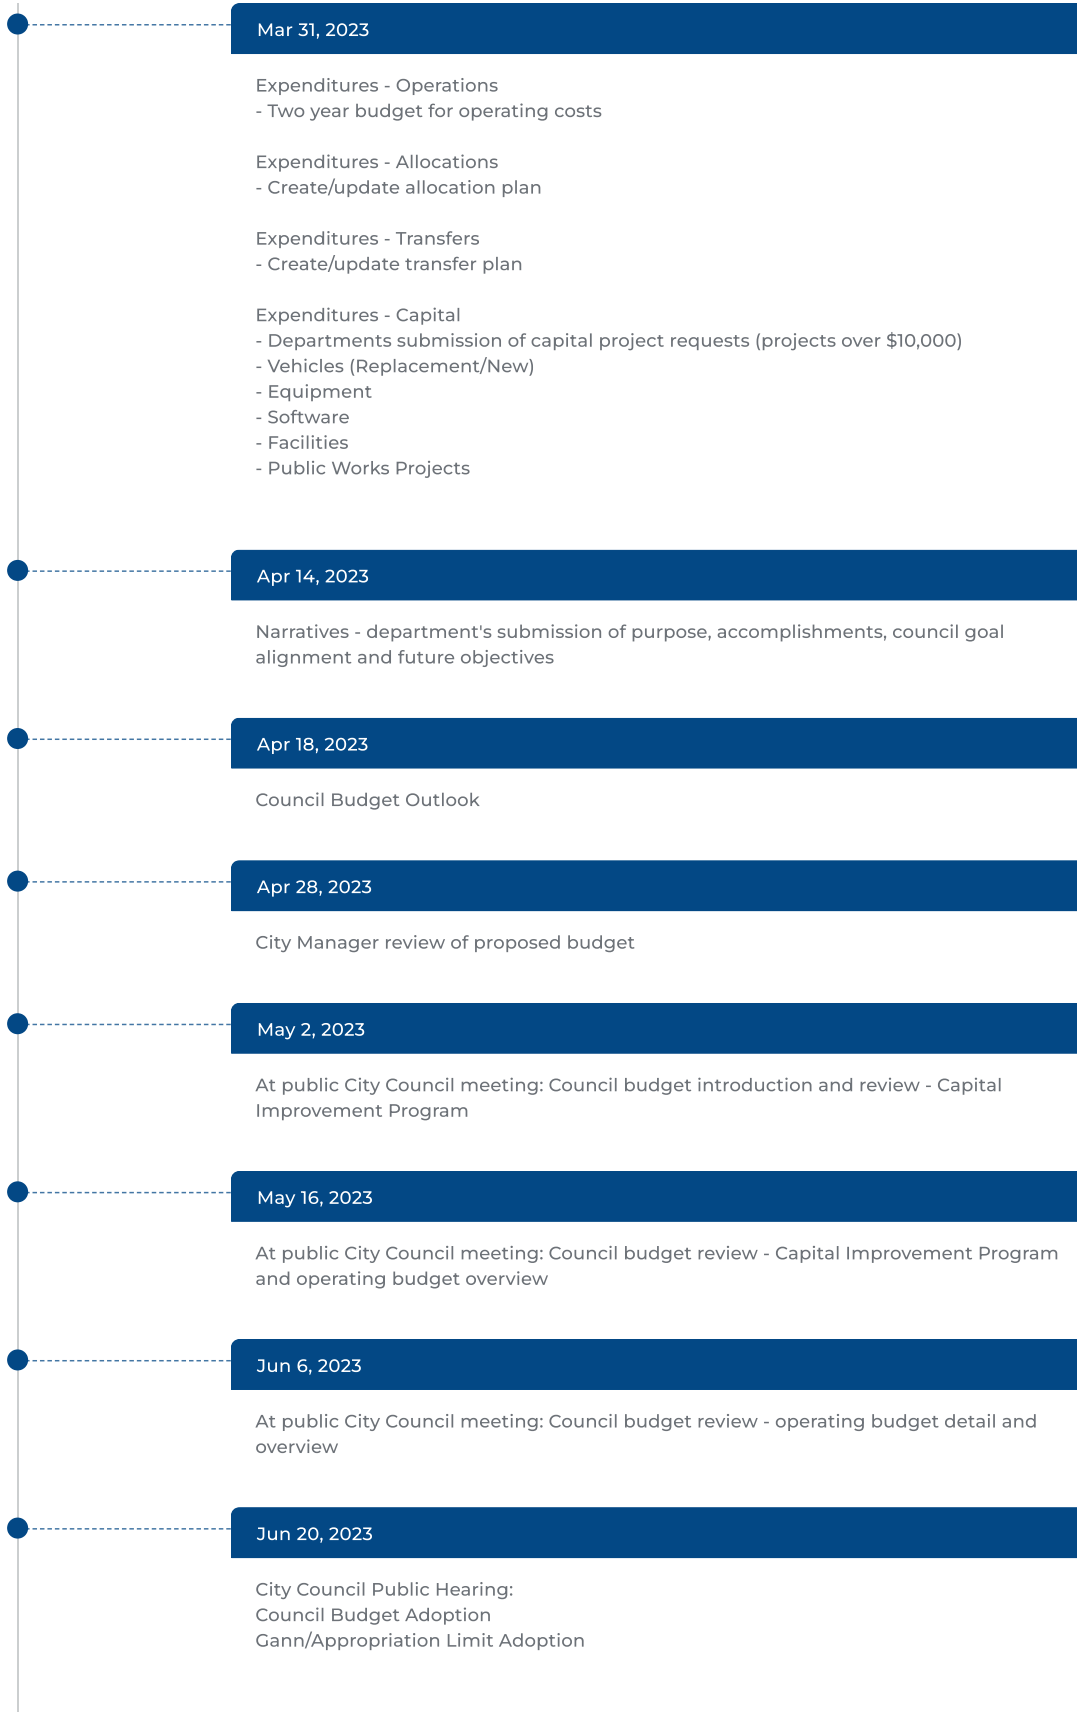 Mar 31, 2023
Expenditures - Operations
- Two year budget for operating costs
Expenditures - Allocations
- Create/update allocation plan
Expenditures - Transfers
- Create/update transfer plan
Expenditures - Capital
- Departments submission of capital project requests (projects over $10,000)
- Vehicles (Replacement/New)
- Equipment
- Software
- Facilities
- Public Works Projects
Apr 14, 2023
Narratives - department's submission of purpose, accomplishments, council goal
alignment and future objectives
Apr 18, 2023
Council Budget Outlook
Apr 28, 2023
City Manager review of proposed budget
May 2, 2023
At public City Council meeting: Council budget introduction and review - Capital
Improvement Program
May 16, 2023
At public City Council meeting: Council budget review - Capital Improvement Program
and operating budget overview
Jun 6, 2023
At public City Council meeting: Council budget review - operating budget detail and
overview
Jun 20, 2023
City Council Public Hearing:
Council Budget Adoption
Gann/Appropriation Limit Adoption